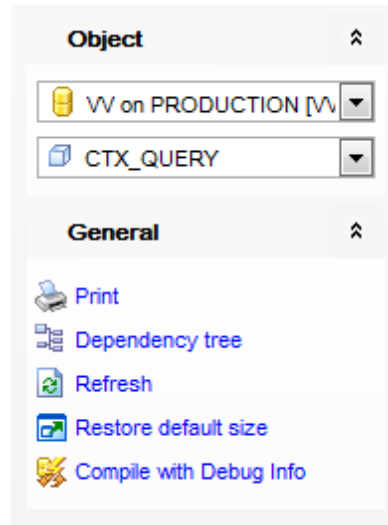 Object
VV on PRODUCTION [V
CTX_QUERY
General
Print
Dependency tree
Refresh
Restore default size
Compile with Debug Info